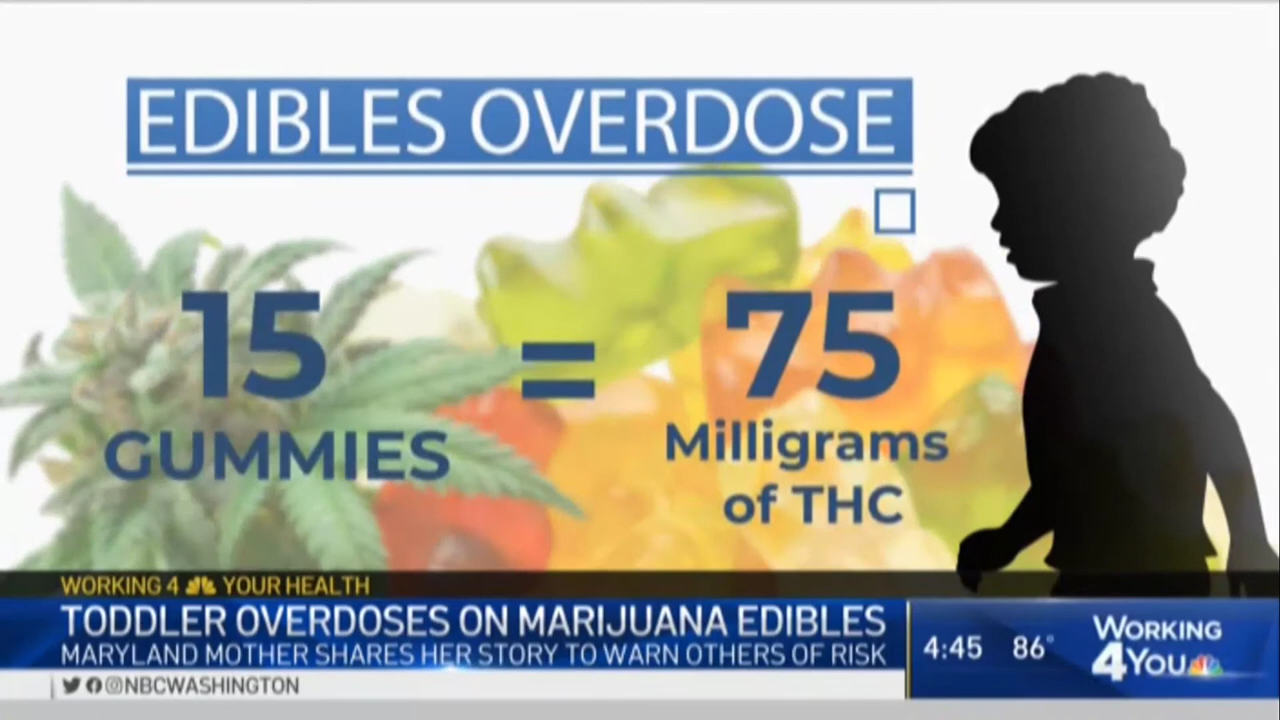 EDIBLES OVERDOSE
15 = 75
GUMMIES
Milligrams
of THC
WORKING 4 YOUR HEALTH
TODDLER OVERDOSES ON MARIJUANA EDIBLES
MARYLAND MOTHER SHARES HER STORY TO WARN OTHERS OF RISK
@NBCWASHINGTON
4:45 86°
WORKING
4YOU